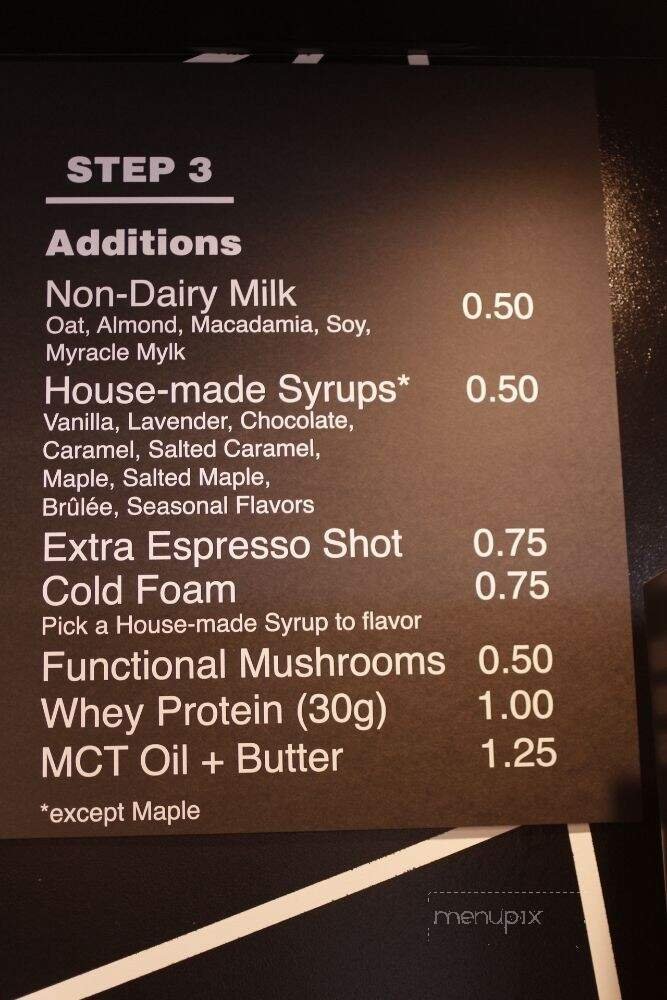 STEP 3
Additions
Non-Dairy Milk 0.50
Oat, Almond, Macadamia, Soy,
Myracle Mylk
House-made Syrups* 0.50
Vanilla, Lavender, Chocolate,
Caramel, Salted Caramel,
Maple, Salted Maple,
Brûlée, Seasonal Flavors
Extra Espresso Shot 0.75
Cold Foam 0.75
Pick a House-made Syrup to flavor
Functional Mushrooms 0.50
Whey Protein (30g) 1.00
MCT Oil + Butter 1.25
*except Maple
menupix